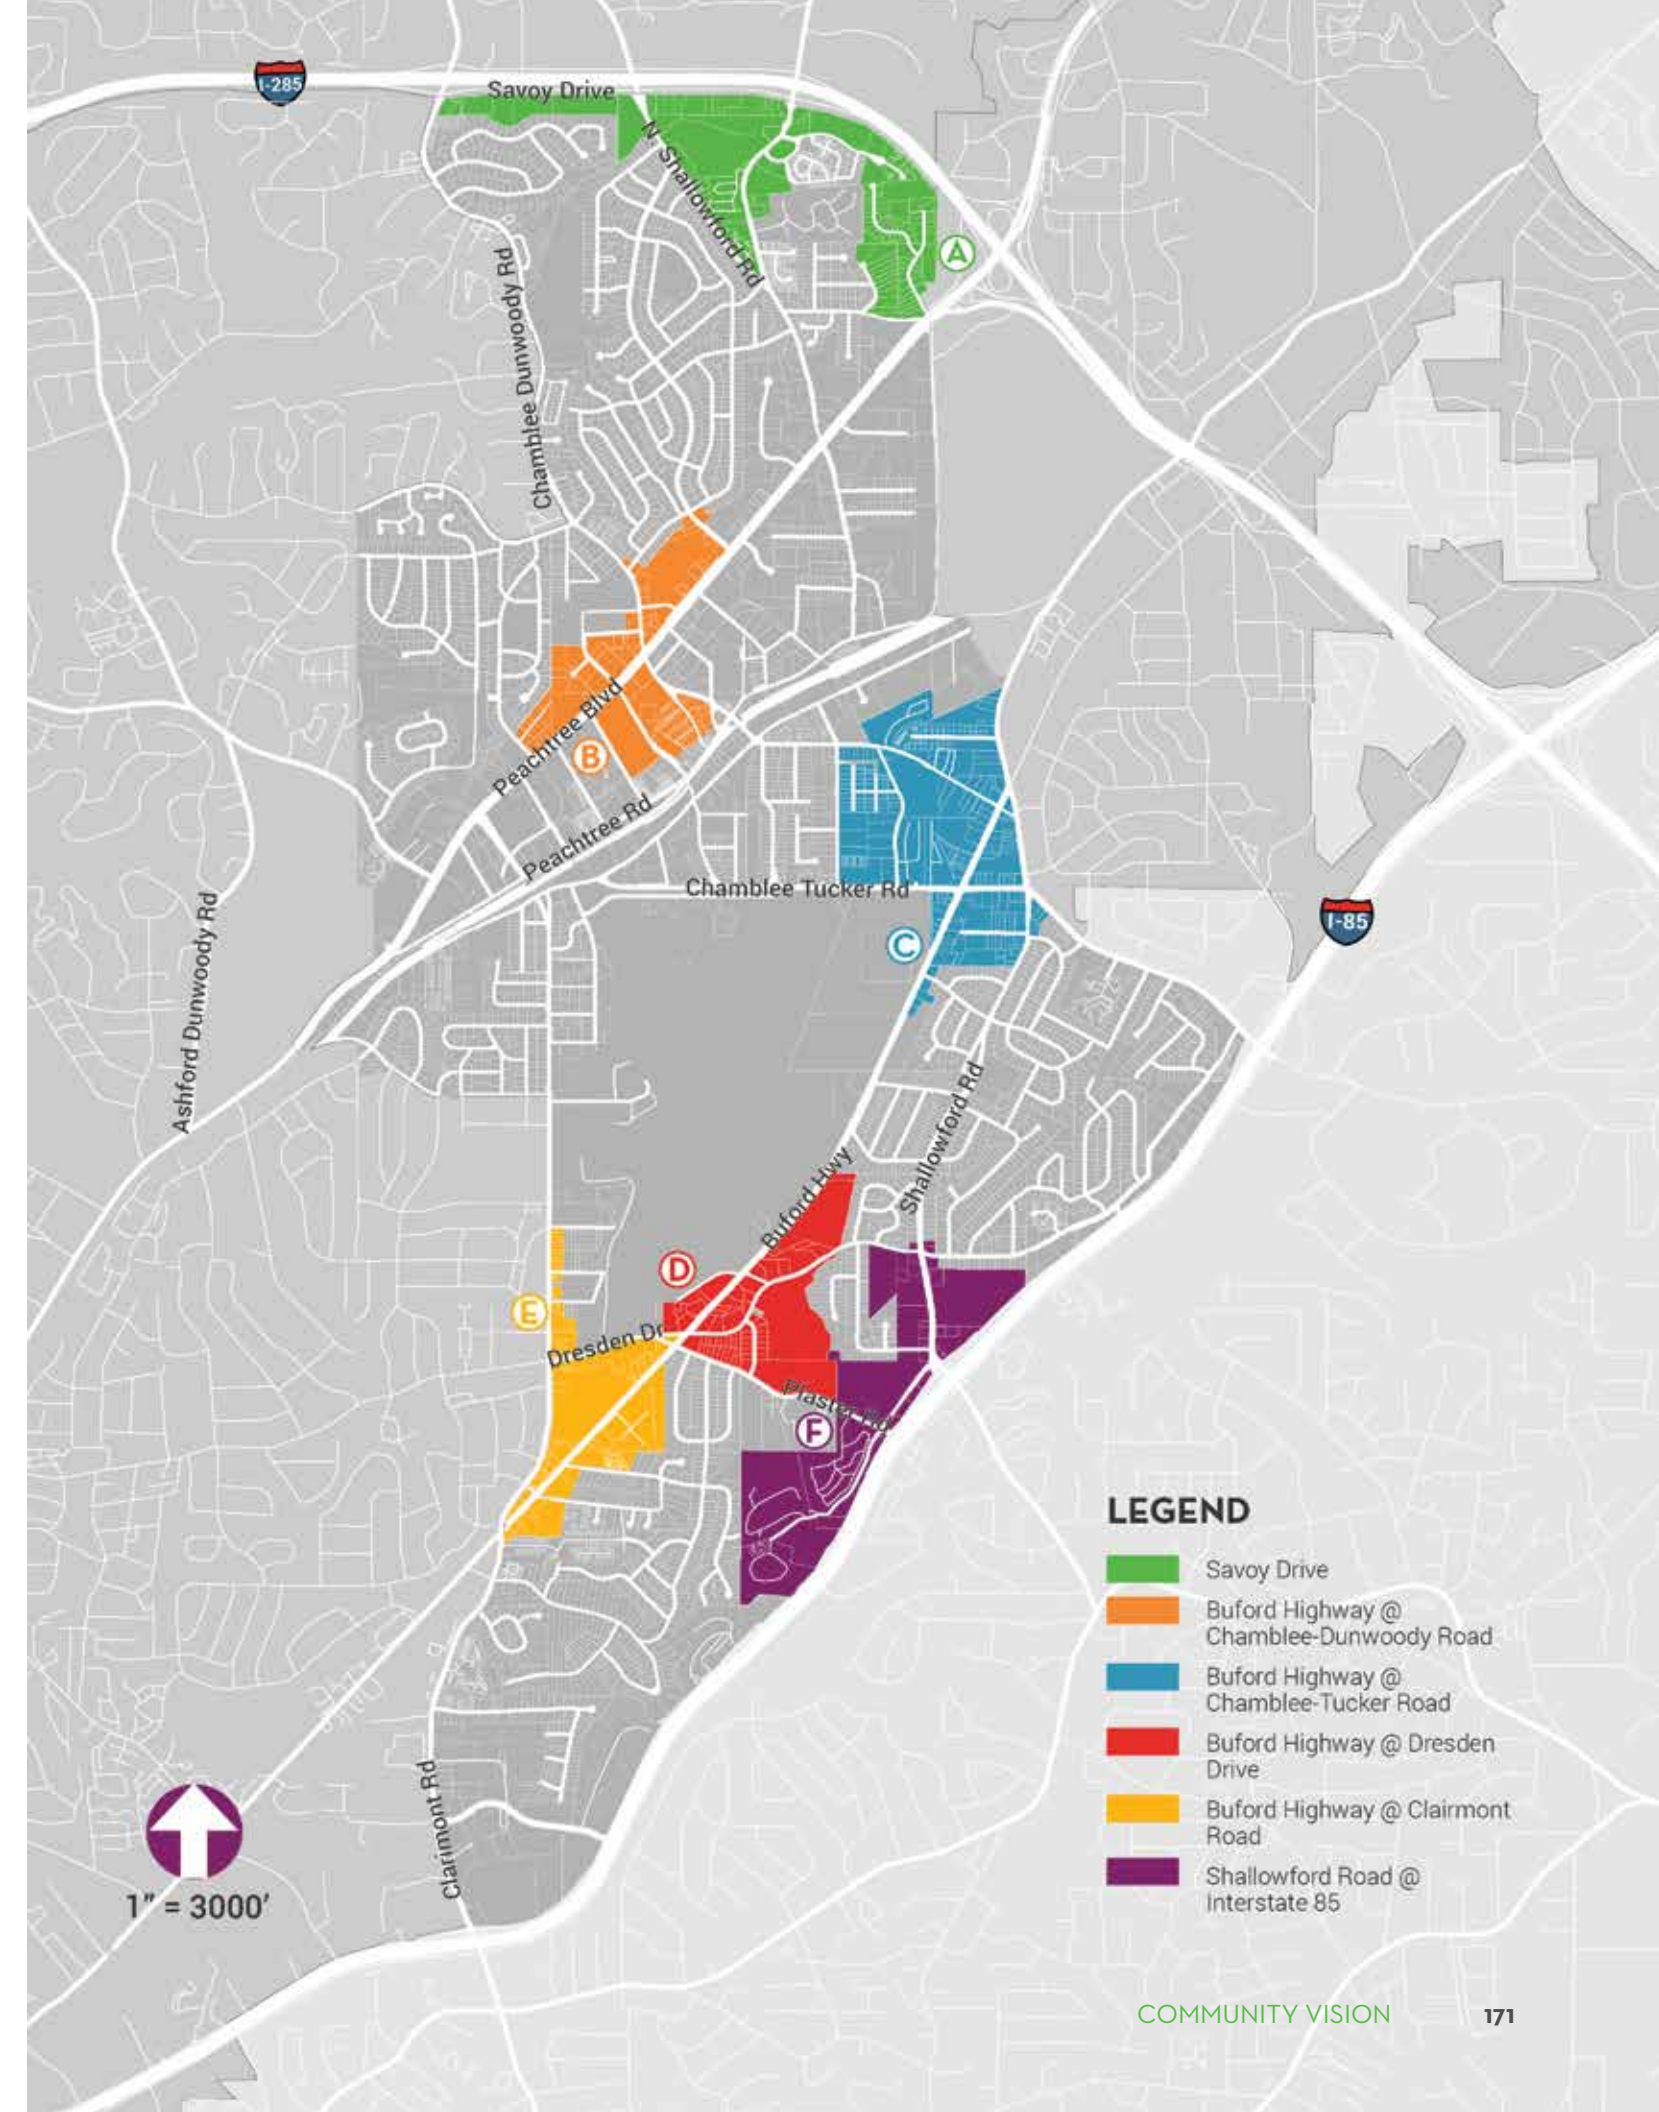 I-285
Savoy Drive
N. Shallowford Rd
A
Chamblee Dunwoody Rd
Peachtree Blvd
B
Peachtree Rd
Chamblee Tucker Rd
Ashford Dunwoody Rd
I-85
C
Shallowford Rd
Buford Hwy
D
E
Dresden Dr
Plaster Rd
F
LEGEND
Savoy Drive
Buford Highway @
Chamblee-Dunwoody Road
Buford Highway @
Chamblee-Tucker Road
Buford Highway @ Dresden
Drive
Buford Highway @ Clairmont
Road
Shallowford Road @
Interstate 85
Clarimont Rd
1" = 3000'
COMMUNITY VISION 171